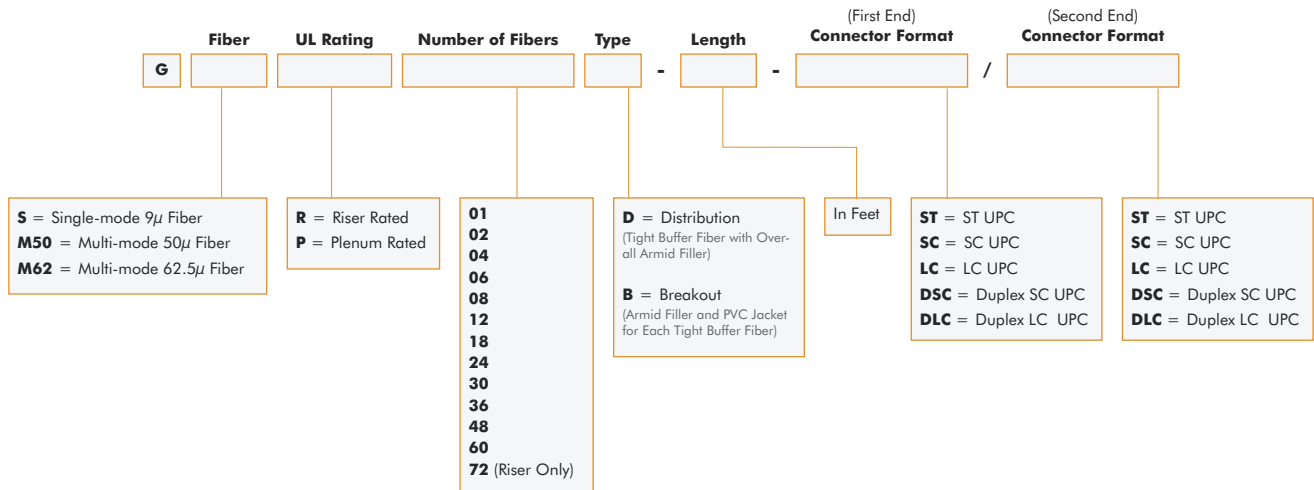 (First End)
(Second End)
Fiber UL Rating Number of Fibers Type Length Connector Format Connector Format
G - - /
S = Single-mode 9µ Fiber
M50 = Multi-mode 50µ Fiber
M62 = Multi-mode 62.5µ Fiber
R = Riser Rated
P = Plenum Rated
01
02
04
06
08
12
18
24
30
36
48
60
72 (Riser Only)
D = Distribution
(Tight Buffer Fiber with Over-
all Armid Filler)
B = Breakout
(Armid Filler and PVC Jacket
for Each Tight Buffer Fiber)
In Feet
ST = ST UPC
SC = SC UPC
LC = LC UPC
DSC = Duplex SC UPC
DLC = Duplex LC UPC
ST = ST UPC
SC = SC UPC
LC = LC UPC
DSC = Duplex SC UPC
DLC = Duplex LC UPC